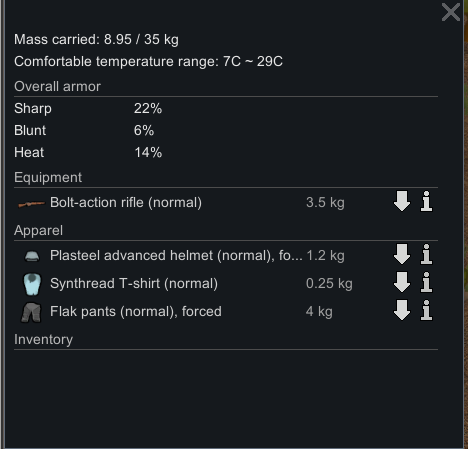 Mass carried: 8.95 / 35 kg
Comfortable temperature range: 7C ~ 29C
Overall armor
Sharp 22%
Blunt 6%
Heat 14%
Equipment
Bolt-action rifle (normal) 3.5 kg
Apparel
Plasteel advanced helmet (normal), fo... 1.2 kg
Synthread T-shirt (normal) 0.25 kg
Flak pants (normal), forced 4 kg
Inventory